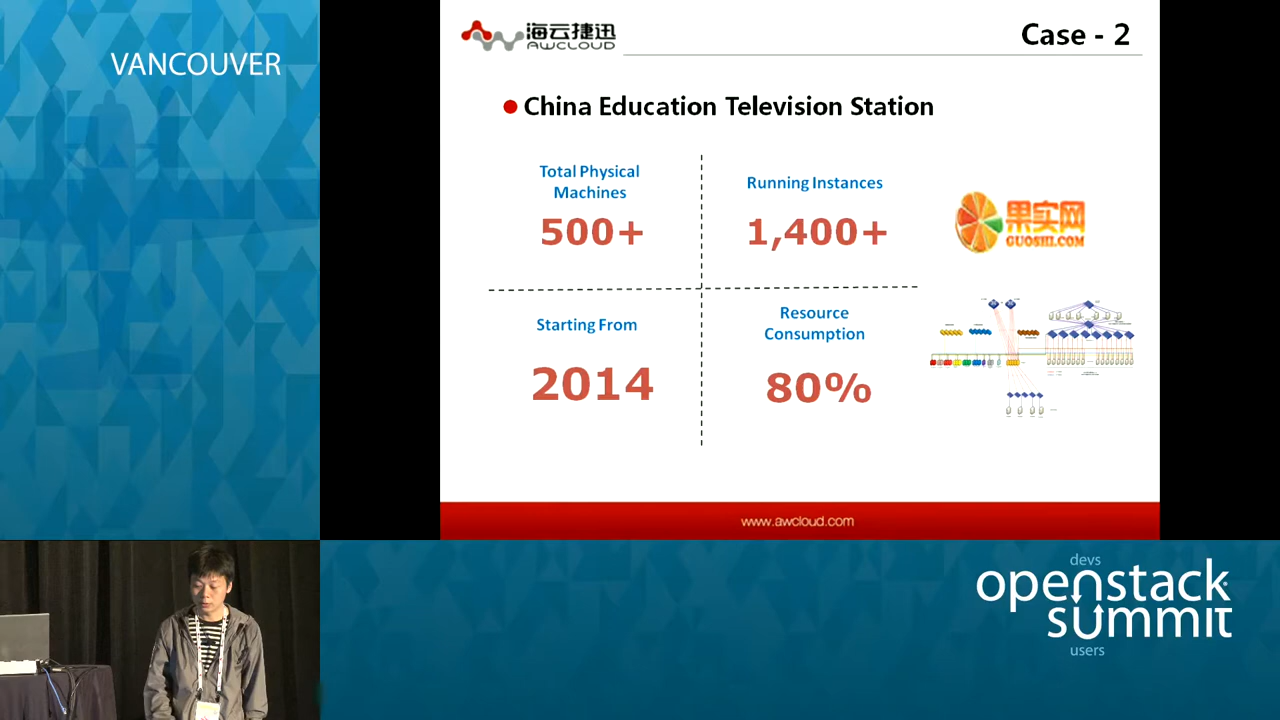 VANCOUVER
海云捷迅
AWCLOUD
Case - 2
China Education Television Station
Total Physical
Machines
500+
Running Instances
1,400+
果实网
GUOSHI.COM
Starting From
2014
Resource
Consumption
80%
www.awcloud.com
devs
openstack
summit
users